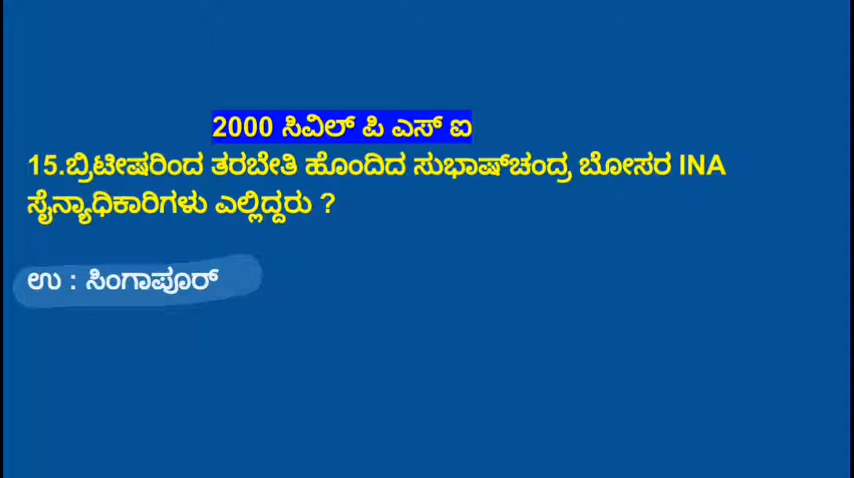 2000 ಸಿವಿಲ್ ಪಿ ಎಸ್ ಐ
15.ಬ್ರಿಟೀಷರಿಂದ ತರಬೇತಿ ಹೊಂದಿದ ಸುಭಾಷ್‌ಚಂದ್ರ ಬೋಸರ INA
ಸೈನ್ಯಾಧಿಕಾರಿಗಳು ಎಲ್ಲಿದ್ದರು ?
ಉ : ಸಿಂಗಾಪೂರ್